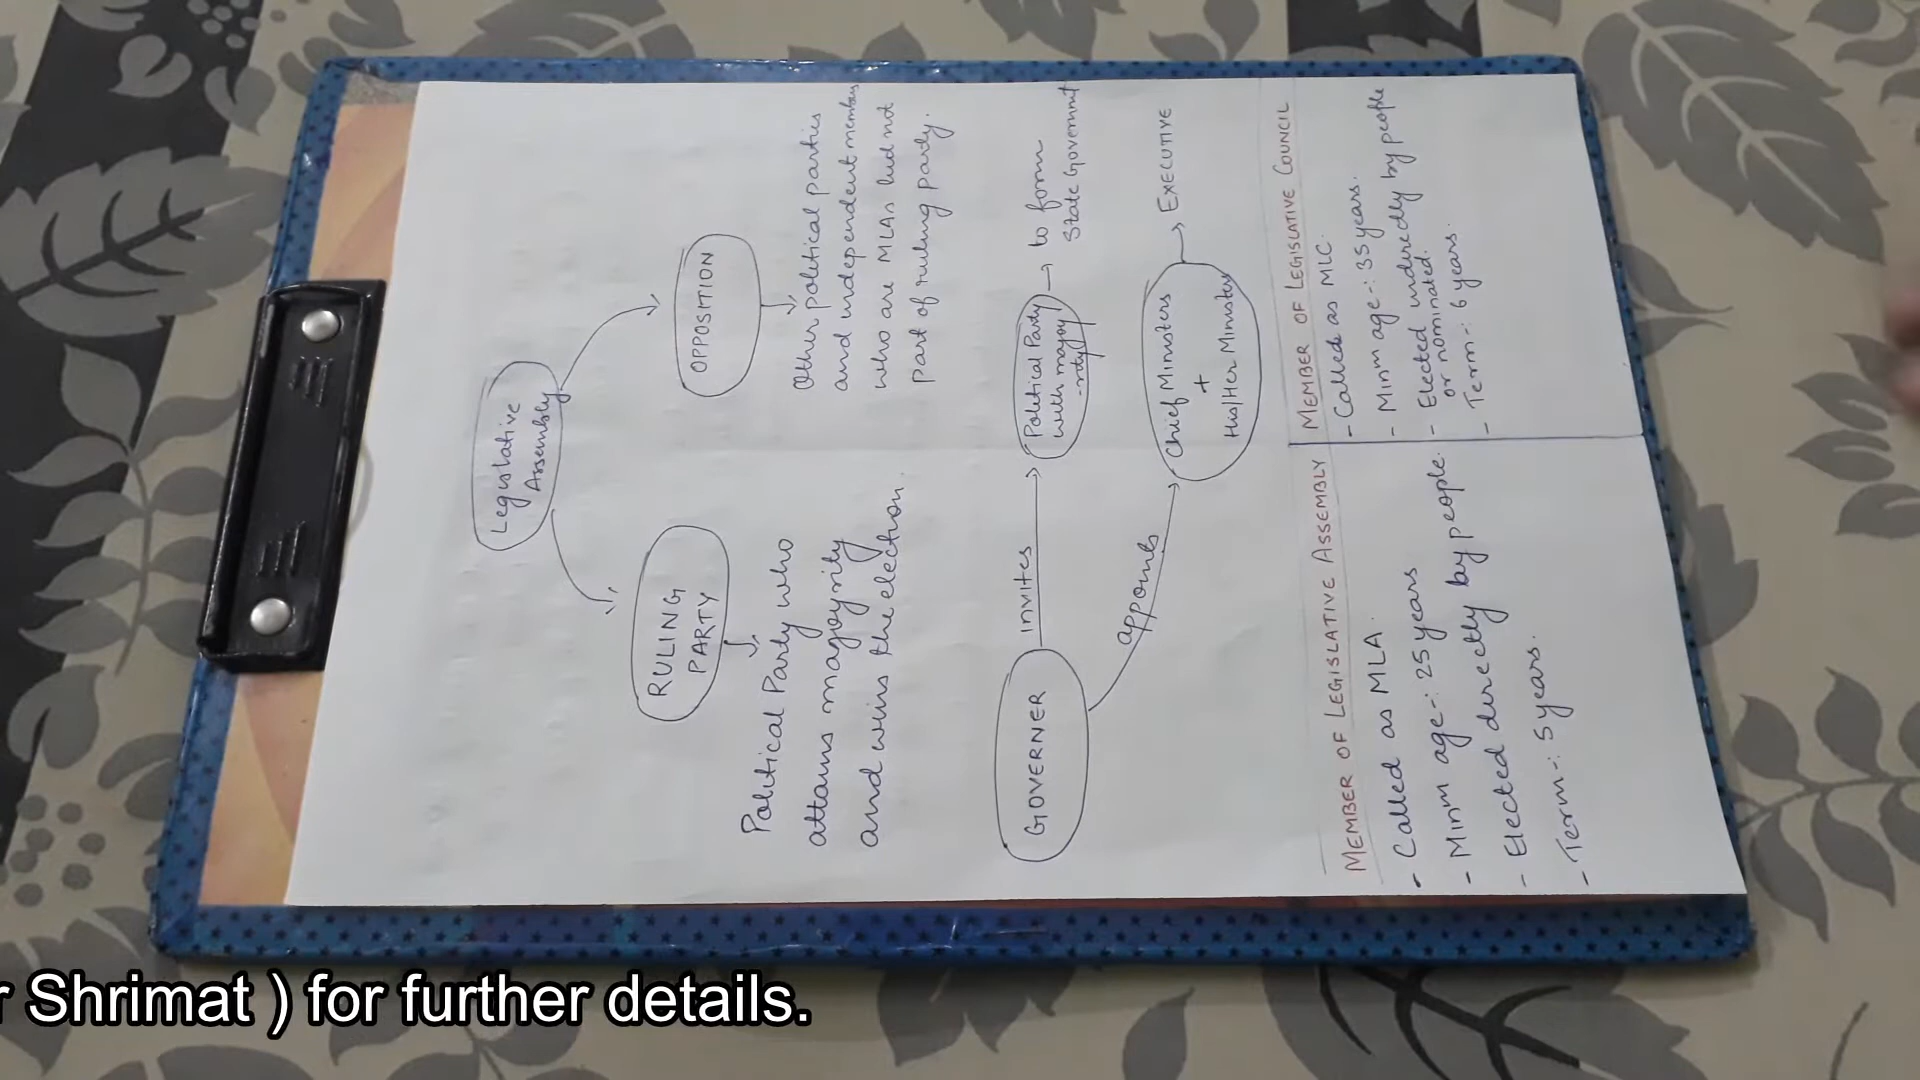 Legislative
Assembly
RULING
PARTY
Political Party who
attains magoyrity
and wins the election.
OPPOSITION
Other political parties
and independent members
who are MLAs but not
part of ruling party.
GOVERNER
invites
Political Party
with majoy
-rity
to form
State Government
appoints
Chief Ministers
+
His/Her Ministers
EXECUTIVE
MEMBER OF LEGISLATIVE ASSEMBLY
- Called as MLA.
- Minm age-: 25 years
- Elected directly by people.
- Term-: 5 years.
MEMBER OF LEGISLATIVE COUNCIL
- Called as MLC.
- Minm age-: 35 years.
- Elected indirectly by people
or nominated.
- Term-: 6 years.
r Shrimat ) for further details.